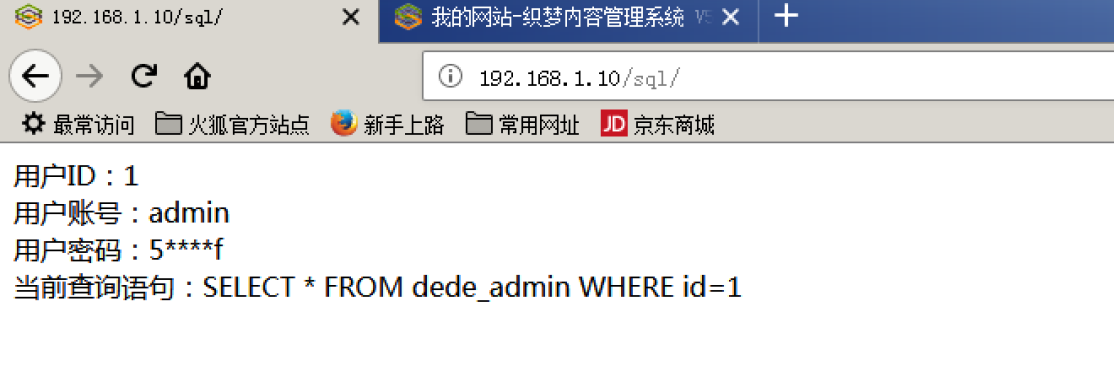 192.168.1.10/sql/
我的网站-织梦内容管理系统 V5
192.168.1.10/sql/
最常访问 火狐官方站点 新手上路 常用网址 JD 京东商城
用户ID：1
用户账号：admin
用户密码：5****f
当前查询语句：SELECT * FROM dede_admin WHERE id=1